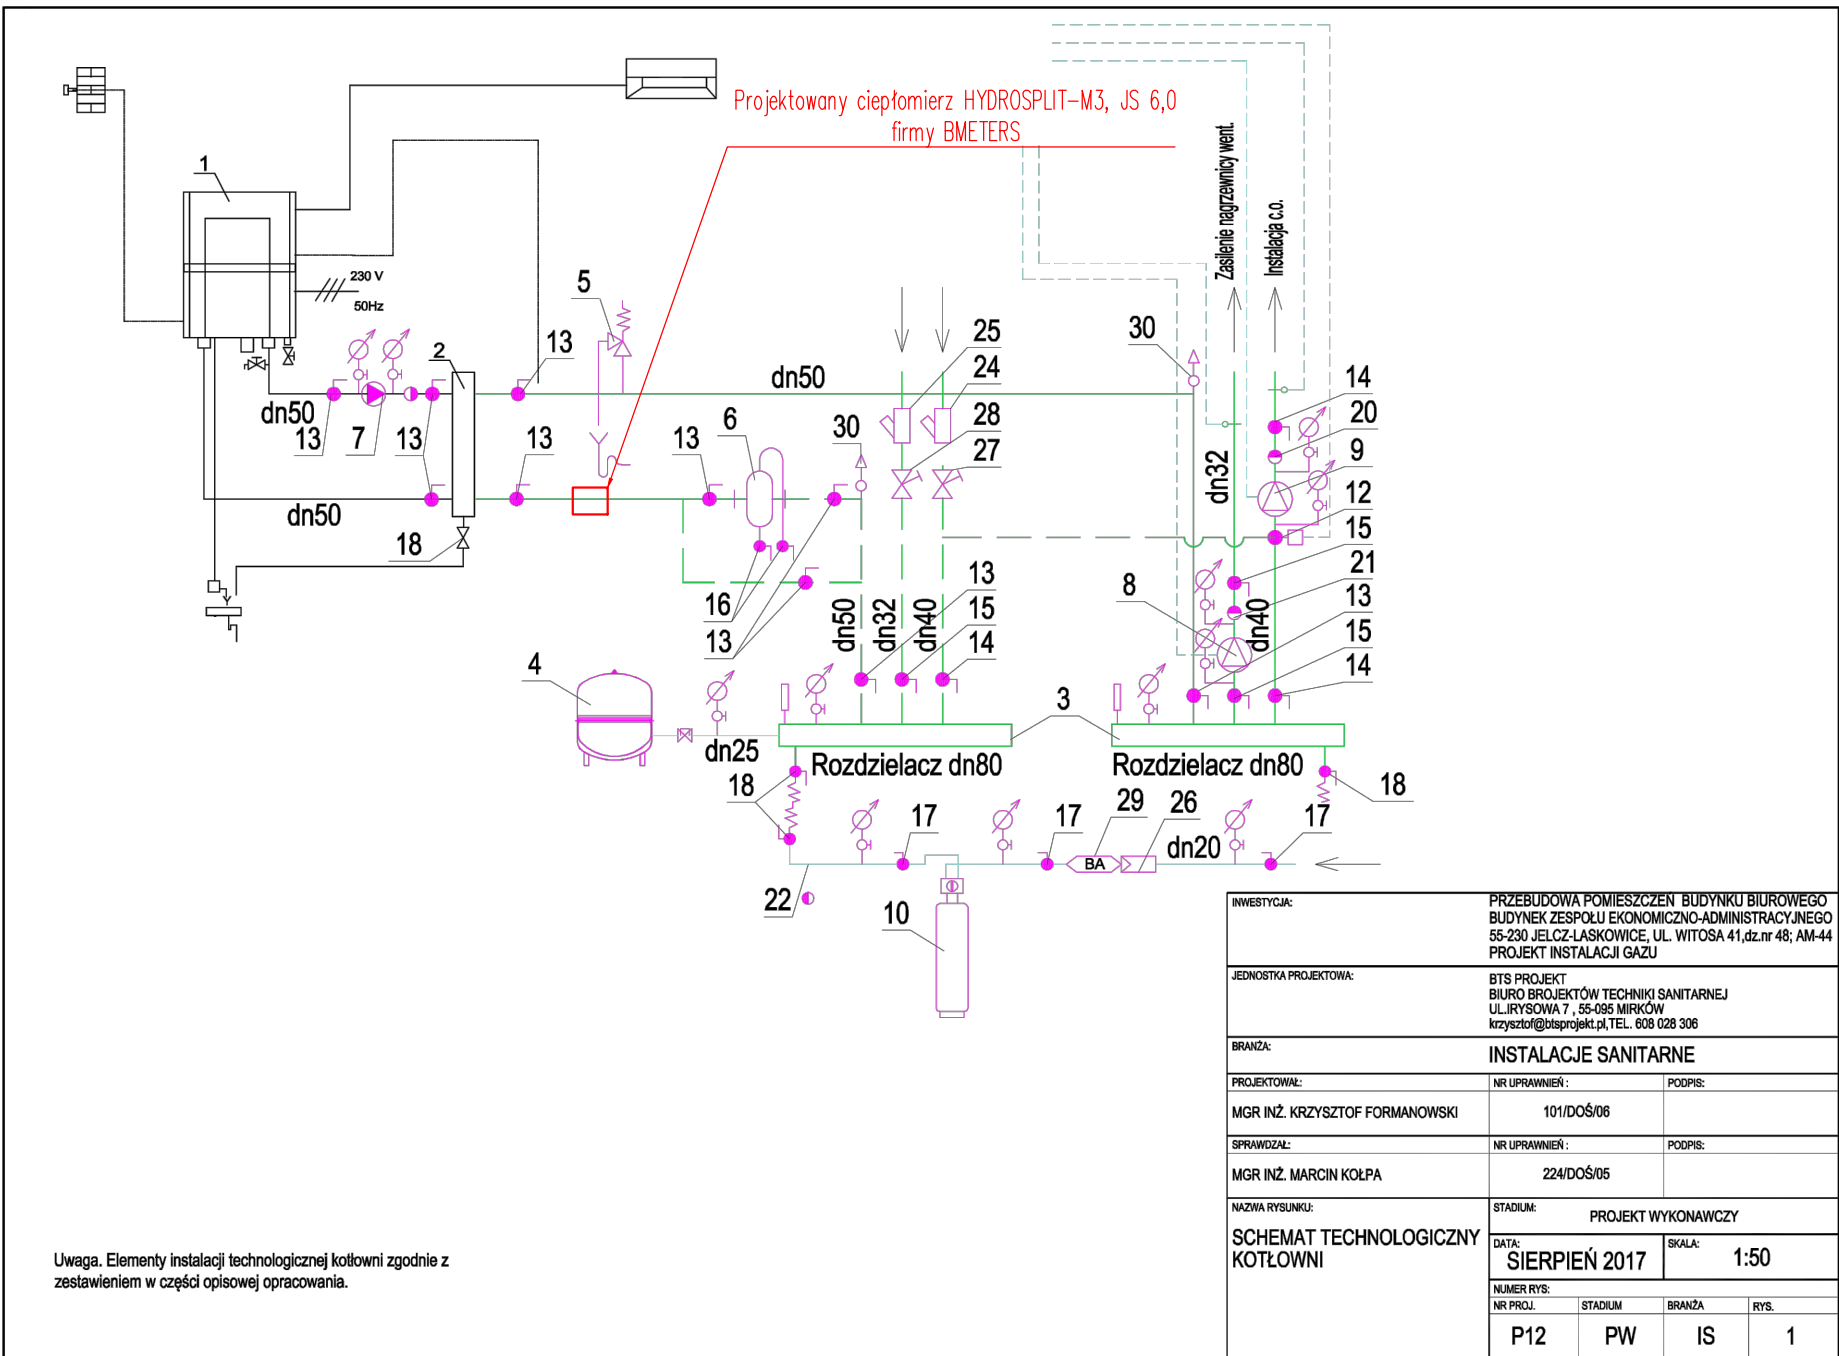 Projektowany ciepłomierz HYDROSPLIT-M3, JS 6,0
firmy BMETERS
Zasilenie nagrzewnicy went.
Instalacja c.o.
1
230 V
50Hz
5
13
2
dn50
25
24
30
14
20
9
12
15
21
13
15
14
dn50
13
7
13
13
13
6
30
28
27
dn32
dn50
18
16
13
dn50
dn32
dn40
13
15
14
8
dn40
4
dn25
3
Rozdzielacz dn80
Rozdzielacz dn80
18
18
17
17
29
26
17
BA
dn20
22
10
INWESTYCJA:
PRZEBUDOWA POMIESZCZEŃ BUDYNKU BIUROWEGO
BUDYNEK ZESPOŁU EKONOMICZNO-ADMINISTRACYJNEGO
55-230 JELCZ-LASKOWICE, UL. WITOSA 41,dz.nr 48; AM-44
PROJEKT INSTALACJI GAZU
JEDNOSTKA PROJEKTOWA:
BTS PROJEKT
BIURO BROJEKTÓW TECHNIKI SANITARNEJ
UL.IRYSOWA 7 , 55-095 MIRKÓW
krzysztof@btsprojekt.pl,TEL. 608 028 306
BRANŻA:
INSTALACJE SANITARNE
PROJEKTOWAŁ:
NR UPRAWNIEŃ :
PODPIS:
MGR INŻ. KRZYSZTOF FORMANOWSKI
101/DOŚ/06
SPRAWDZAŁ:
NR UPRAWNIEŃ :
PODPIS:
MGR INŻ. MARCIN KOŁPA
224/DOŚ/05
NAZWA RYSUNKU:
SCHEMAT TECHNOLOGICZNY
KOTŁOWNI
STADIUM:
PROJEKT WYKONAWCZY
DATA:
SIERPIEŃ 2017
SKALA:
1:50
NUMER RYS:
NR PROJ.
STADIUM
BRANŻA
RYS.
P12
PW
IS
1
Uwaga. Elementy instalacji technologicznej kotłowni zgodnie z
zestawieniem w części opisowej opracowania.